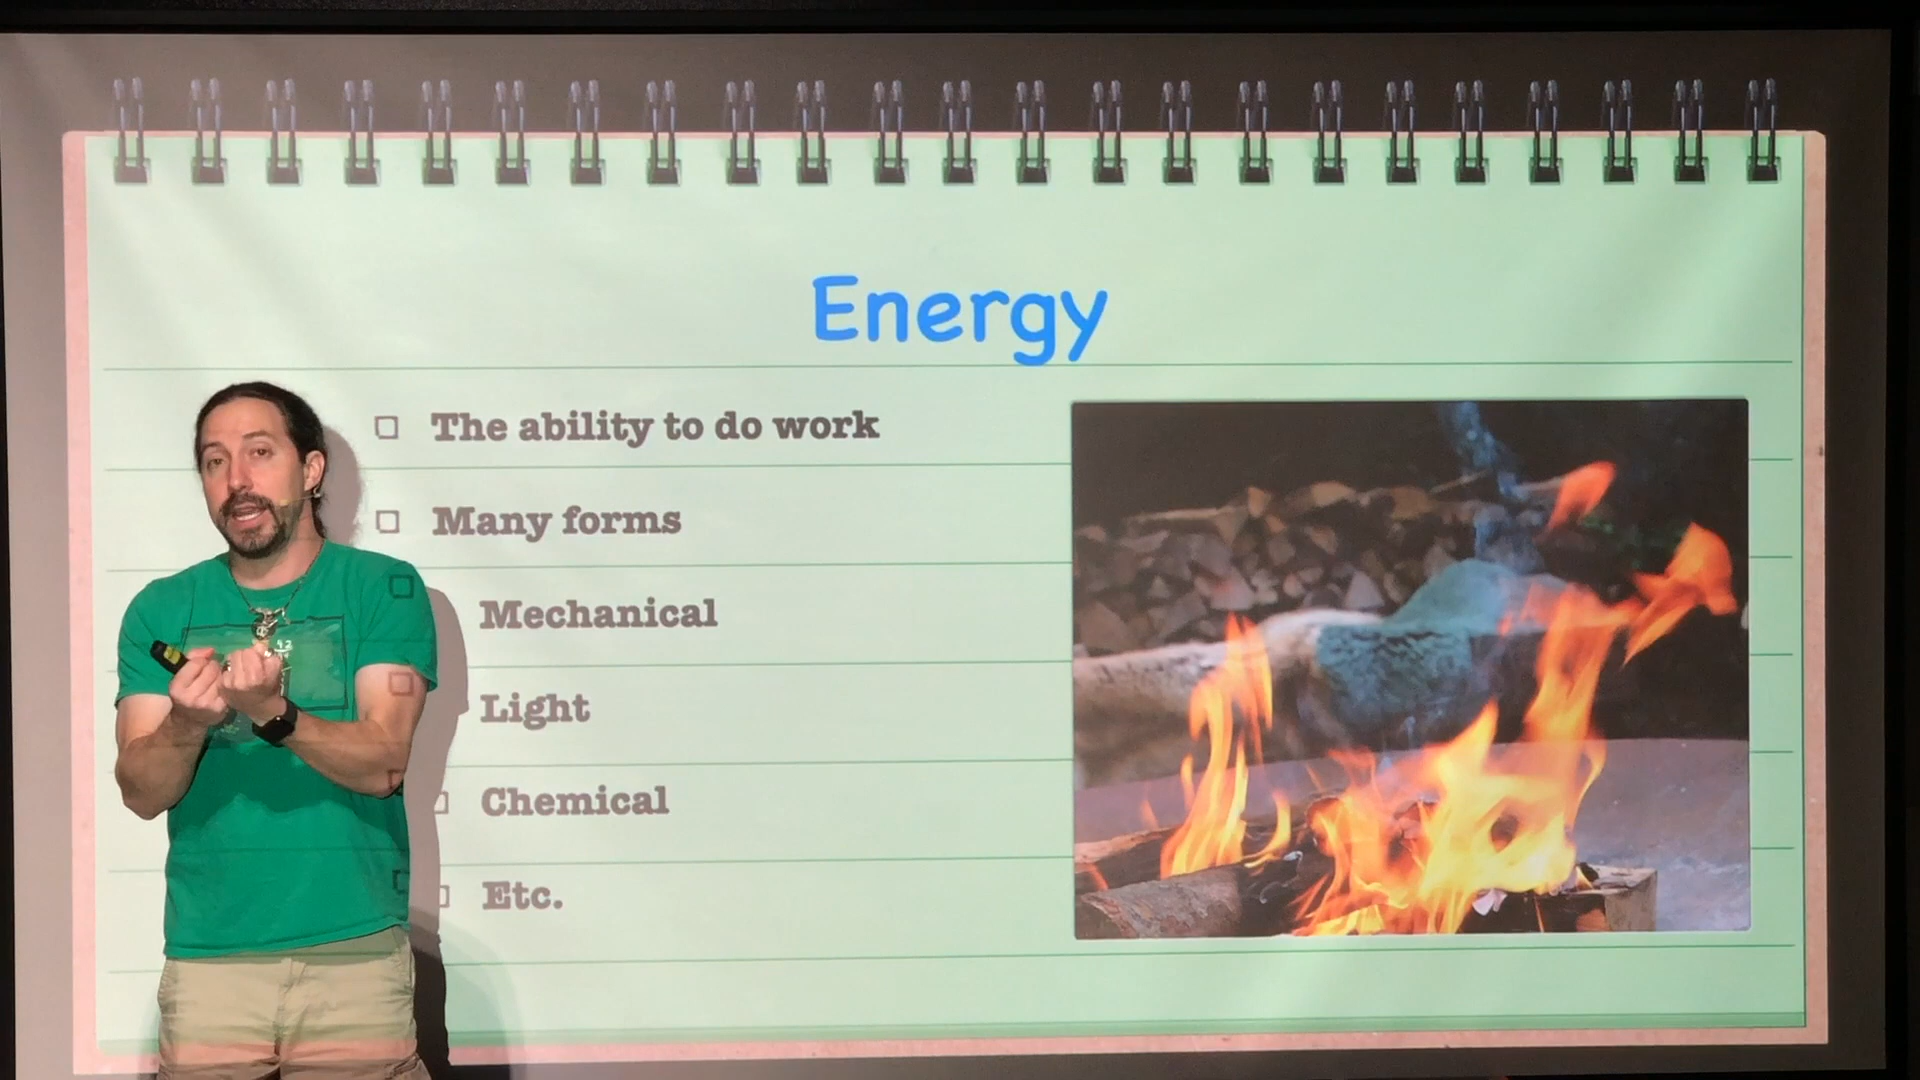 Energy
The ability to do work
Many forms
Mechanical
Light
Chemical
Etc.